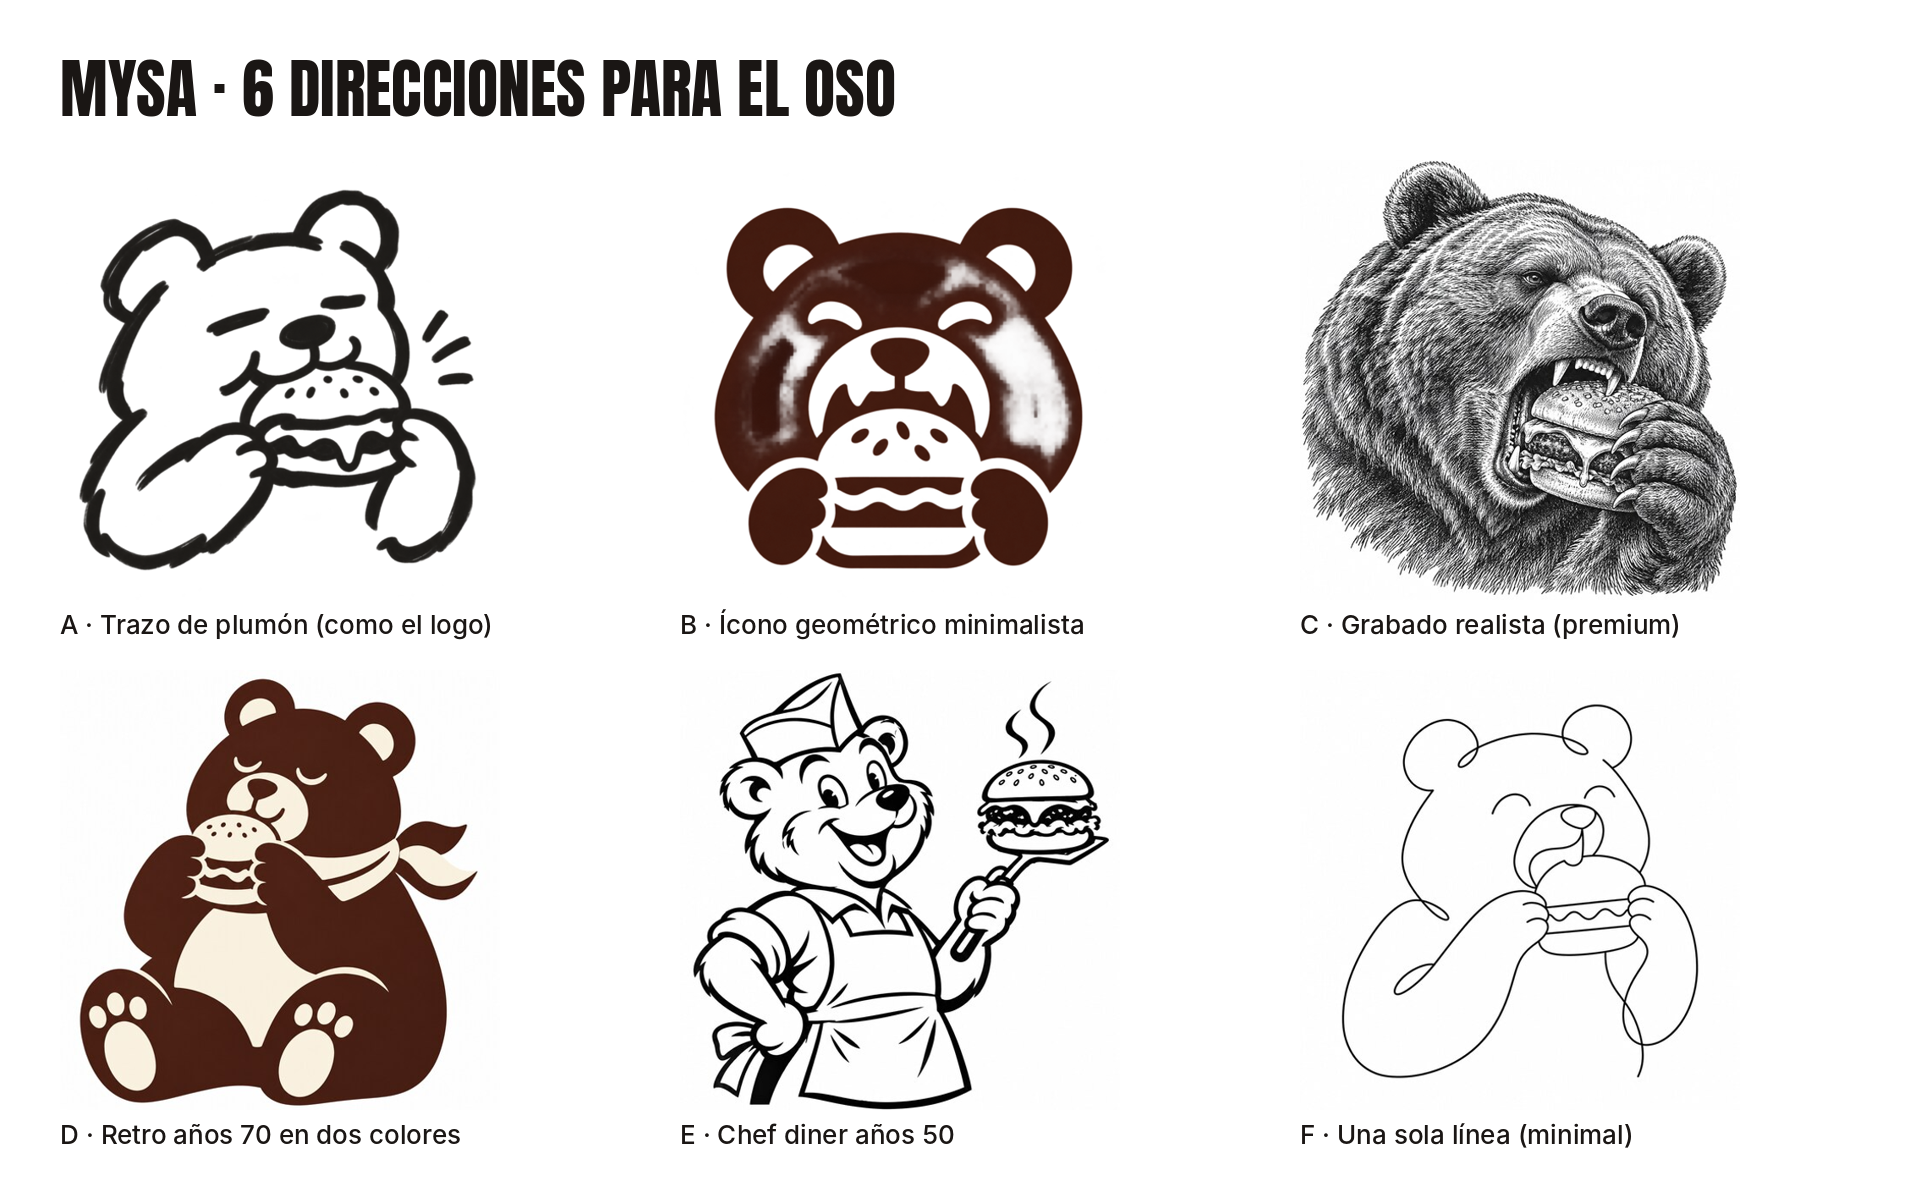 MYSA · 6 DIRECCIONES PARA EL OSO
A · Trazo de plumón (como el logo)
B · Ícono geométrico minimalista
C · Grabado realista (premium)
D · Retro años 70 en dos colores
E · Chef diner años 50
F · Una sola línea (minimal)